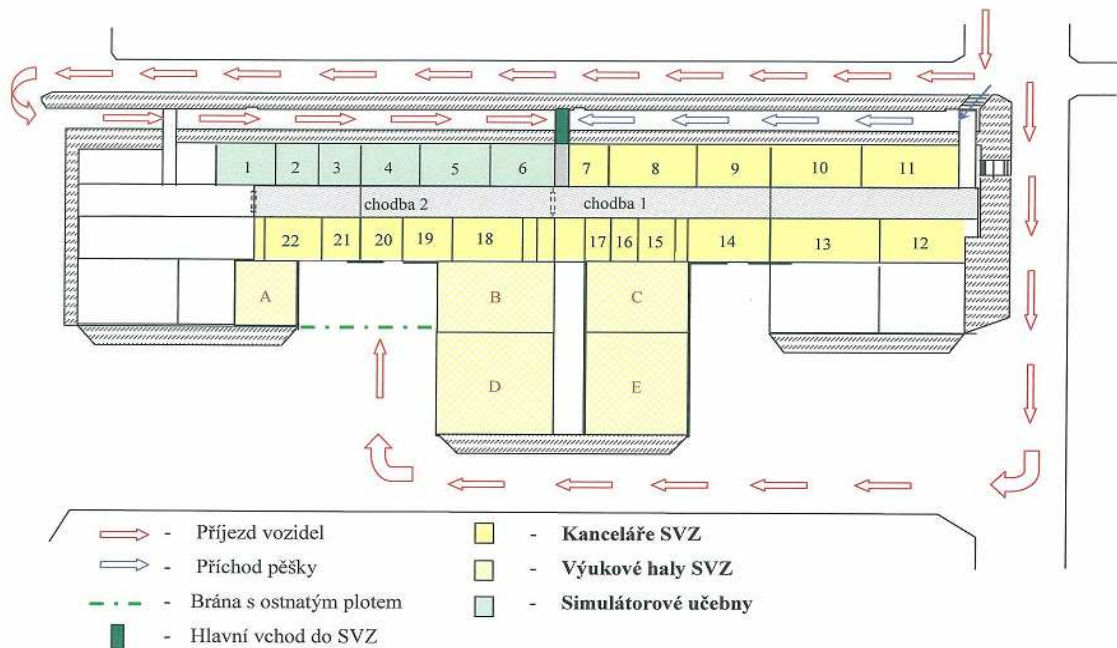 1 2 3 4 5 6 7 8 9 10 11
chodba 2 chodba 1
22 21 20 19 18 17 16 15 14 13 12
A B C
D E
- Příjezd vozidel
- Příchod pěšky
- Brána s ostnatým plotem
- Hlavní vchod do SVZ
- Kanceláře SVZ
- Výukové haly SVZ
- Simulátorové učebny